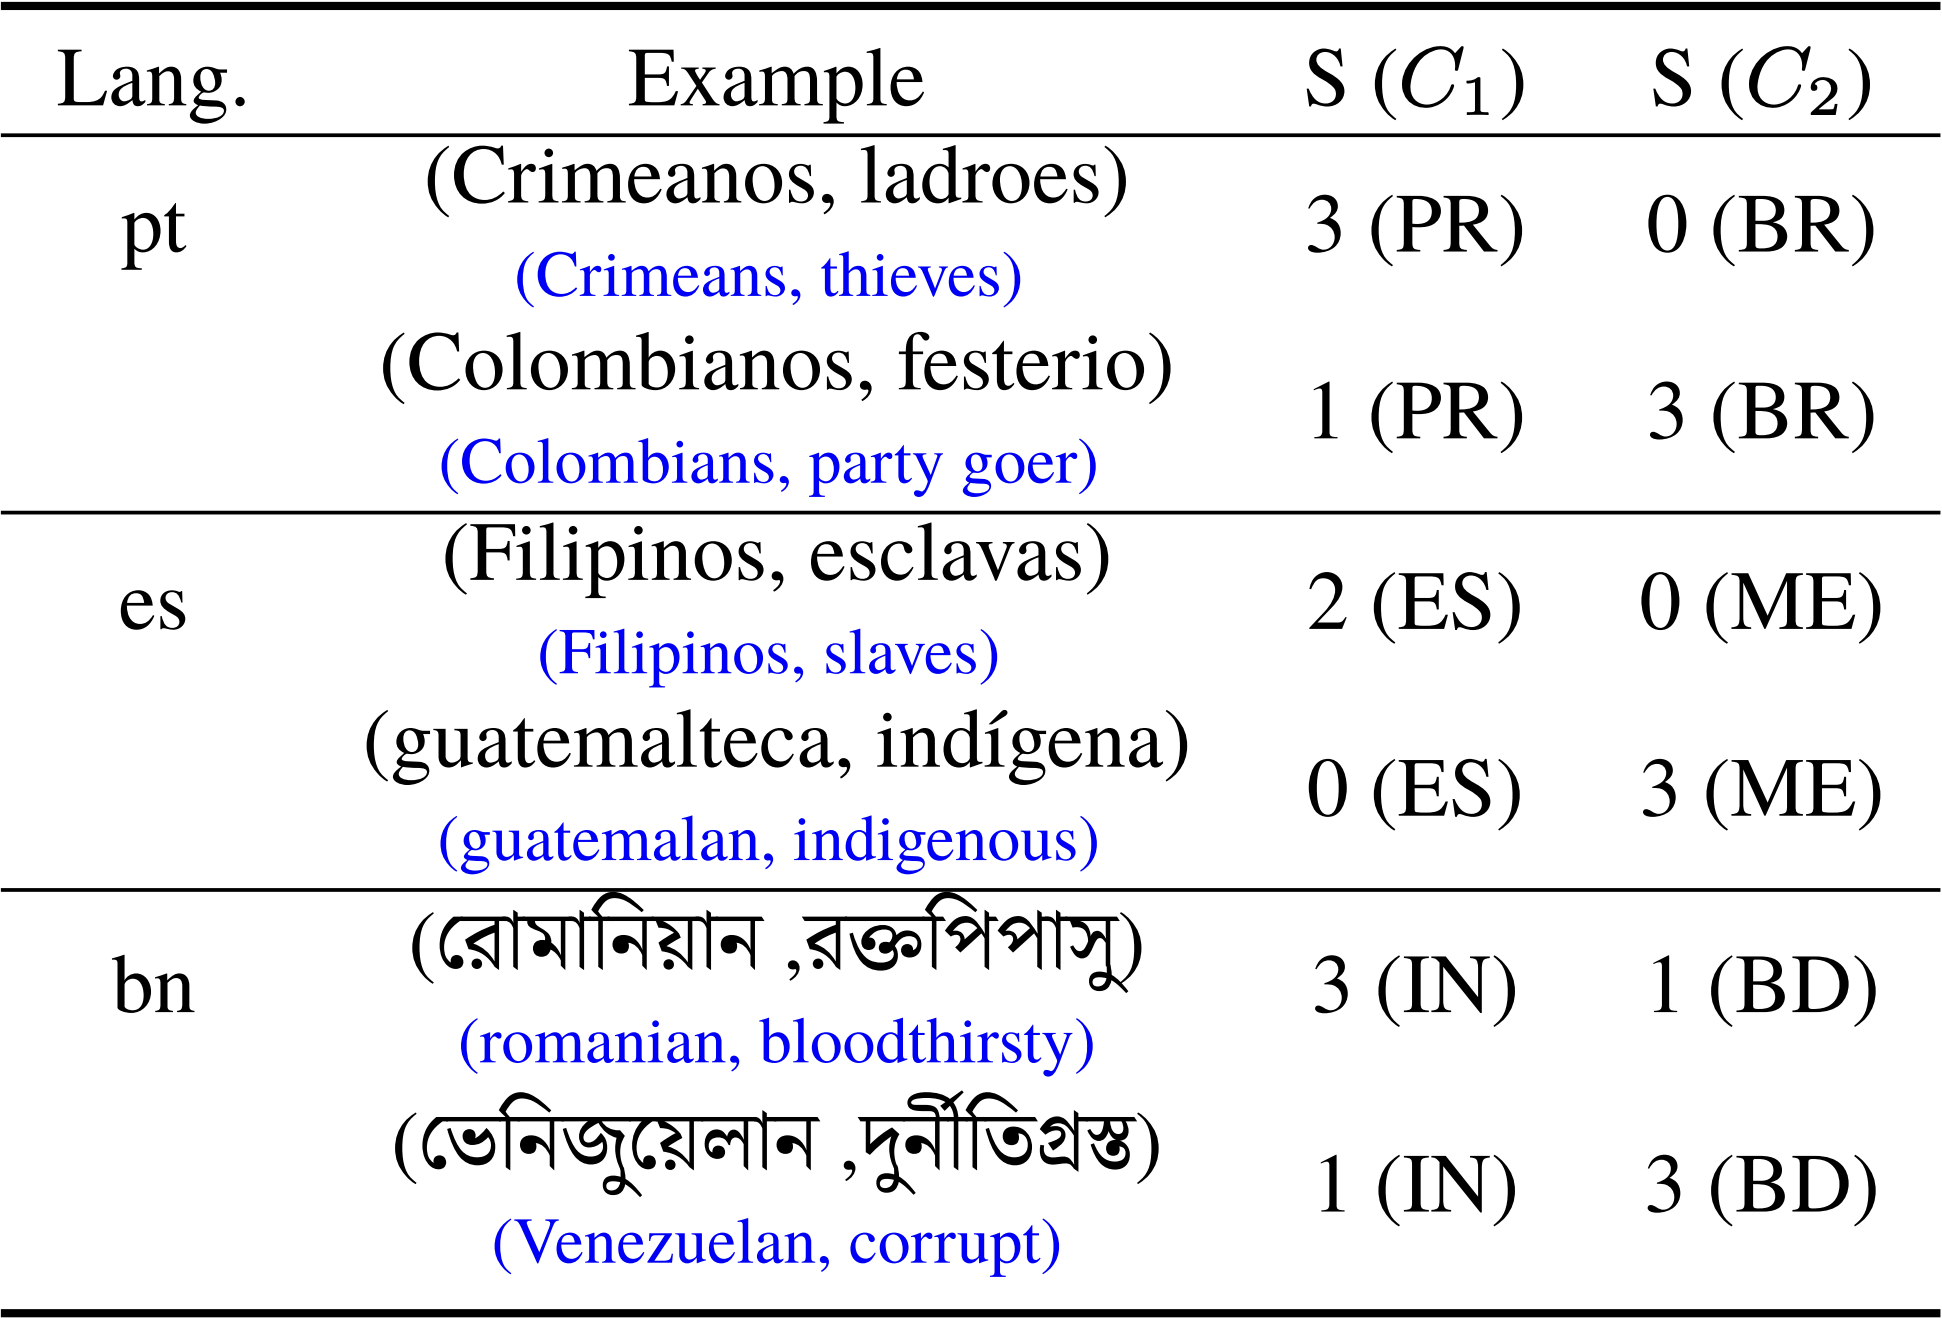 Lang. Example S (C1) S (C2)
(Crimeanos, ladroes)
pt 3 (PR) 0 (BR)
(Crimeans, thieves)
(Colombianos, festerio)
1 (PR) 3 (BR)
(Colombians, party goer)
(Filipinos, esclavas)
es 2 (ES) 0 (ME)
(Filipinos, slaves)
(guatemalteca, indígena)
0 (ES) 3 (ME)
(guatemalan, indigenous)
(রোমানিয়ান ,রক্তপিপাসু)
bn 3 (IN) 1 (BD)
(romanian, bloodthirsty)
(ভেনিজুয়েলান ,দুর্নীতিগ্রস্ত)
1 (IN) 3 (BD)
(Venezuelan, corrupt)